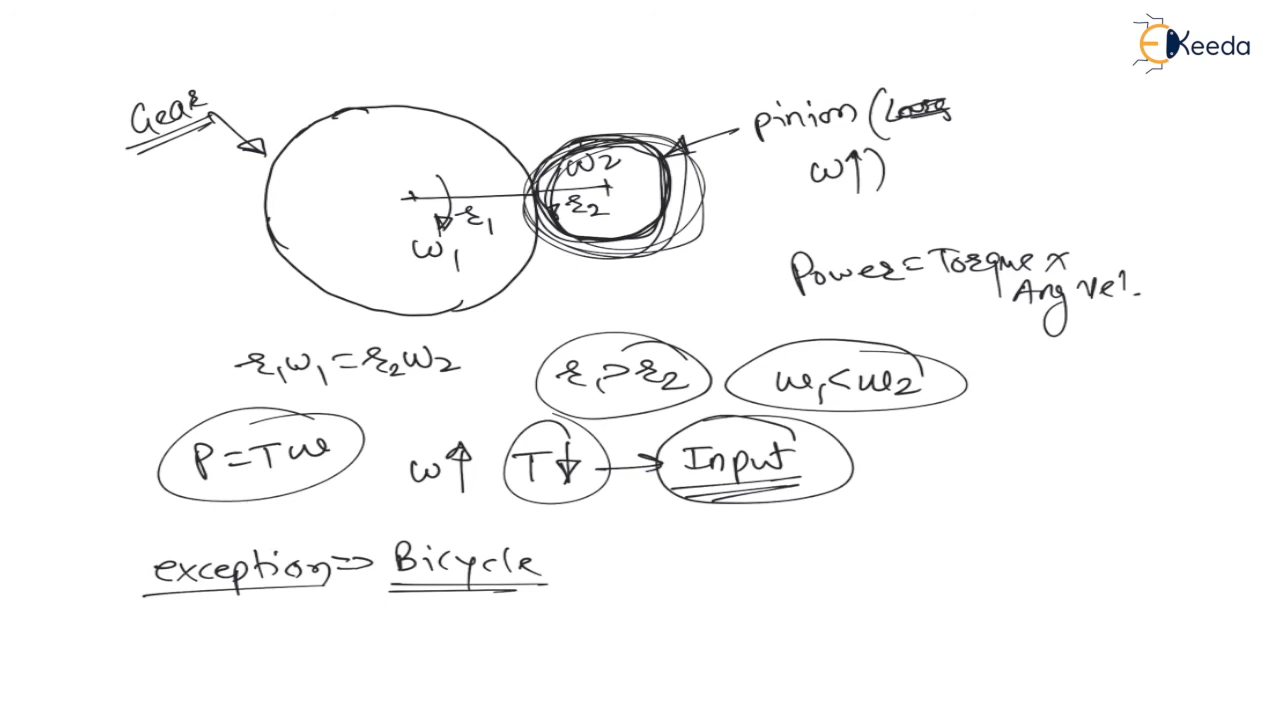 EKeeda
Gear
pinion (
ω↑)
ω2
r1
r2
ω1
Power = Torque x
Ang vel.
r1ω1 = r2ω2
r1 > r2
ω1 < ω2
P = Tω
ω↑ T↓ → Input
exception => Bicycle